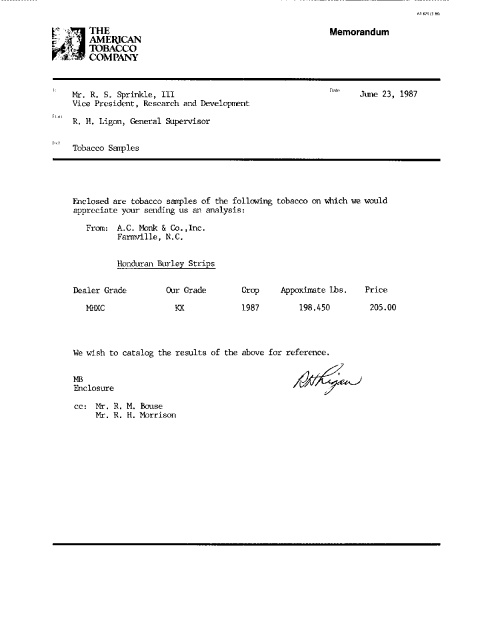 THE
AMERICAN
TOBACCO
COMPANY
Memorandum
To Mr. R. S. Sprinkle, III
Vice President, Research and Development
Date June 23, 1987
From R. H. Ligon, General Supervisor
Tobacco Samples
Enclosed are tobacco samples of the following tobacco on which we would
appreciate your sending us an analysis:
From: A.C. Monk & Co.,Inc.
Farmville, N.C.
Honduran Burley Strips
Dealer Grade Our Grade Crop Appoximate lbs. Price
MHXC KX 1987 198.450 205.00
We wish to catalog the results of the above for reference.
MB
Enclosure
RHLigon
cc: Mr. R. M. Bouse
Mr. R. H. Morrison